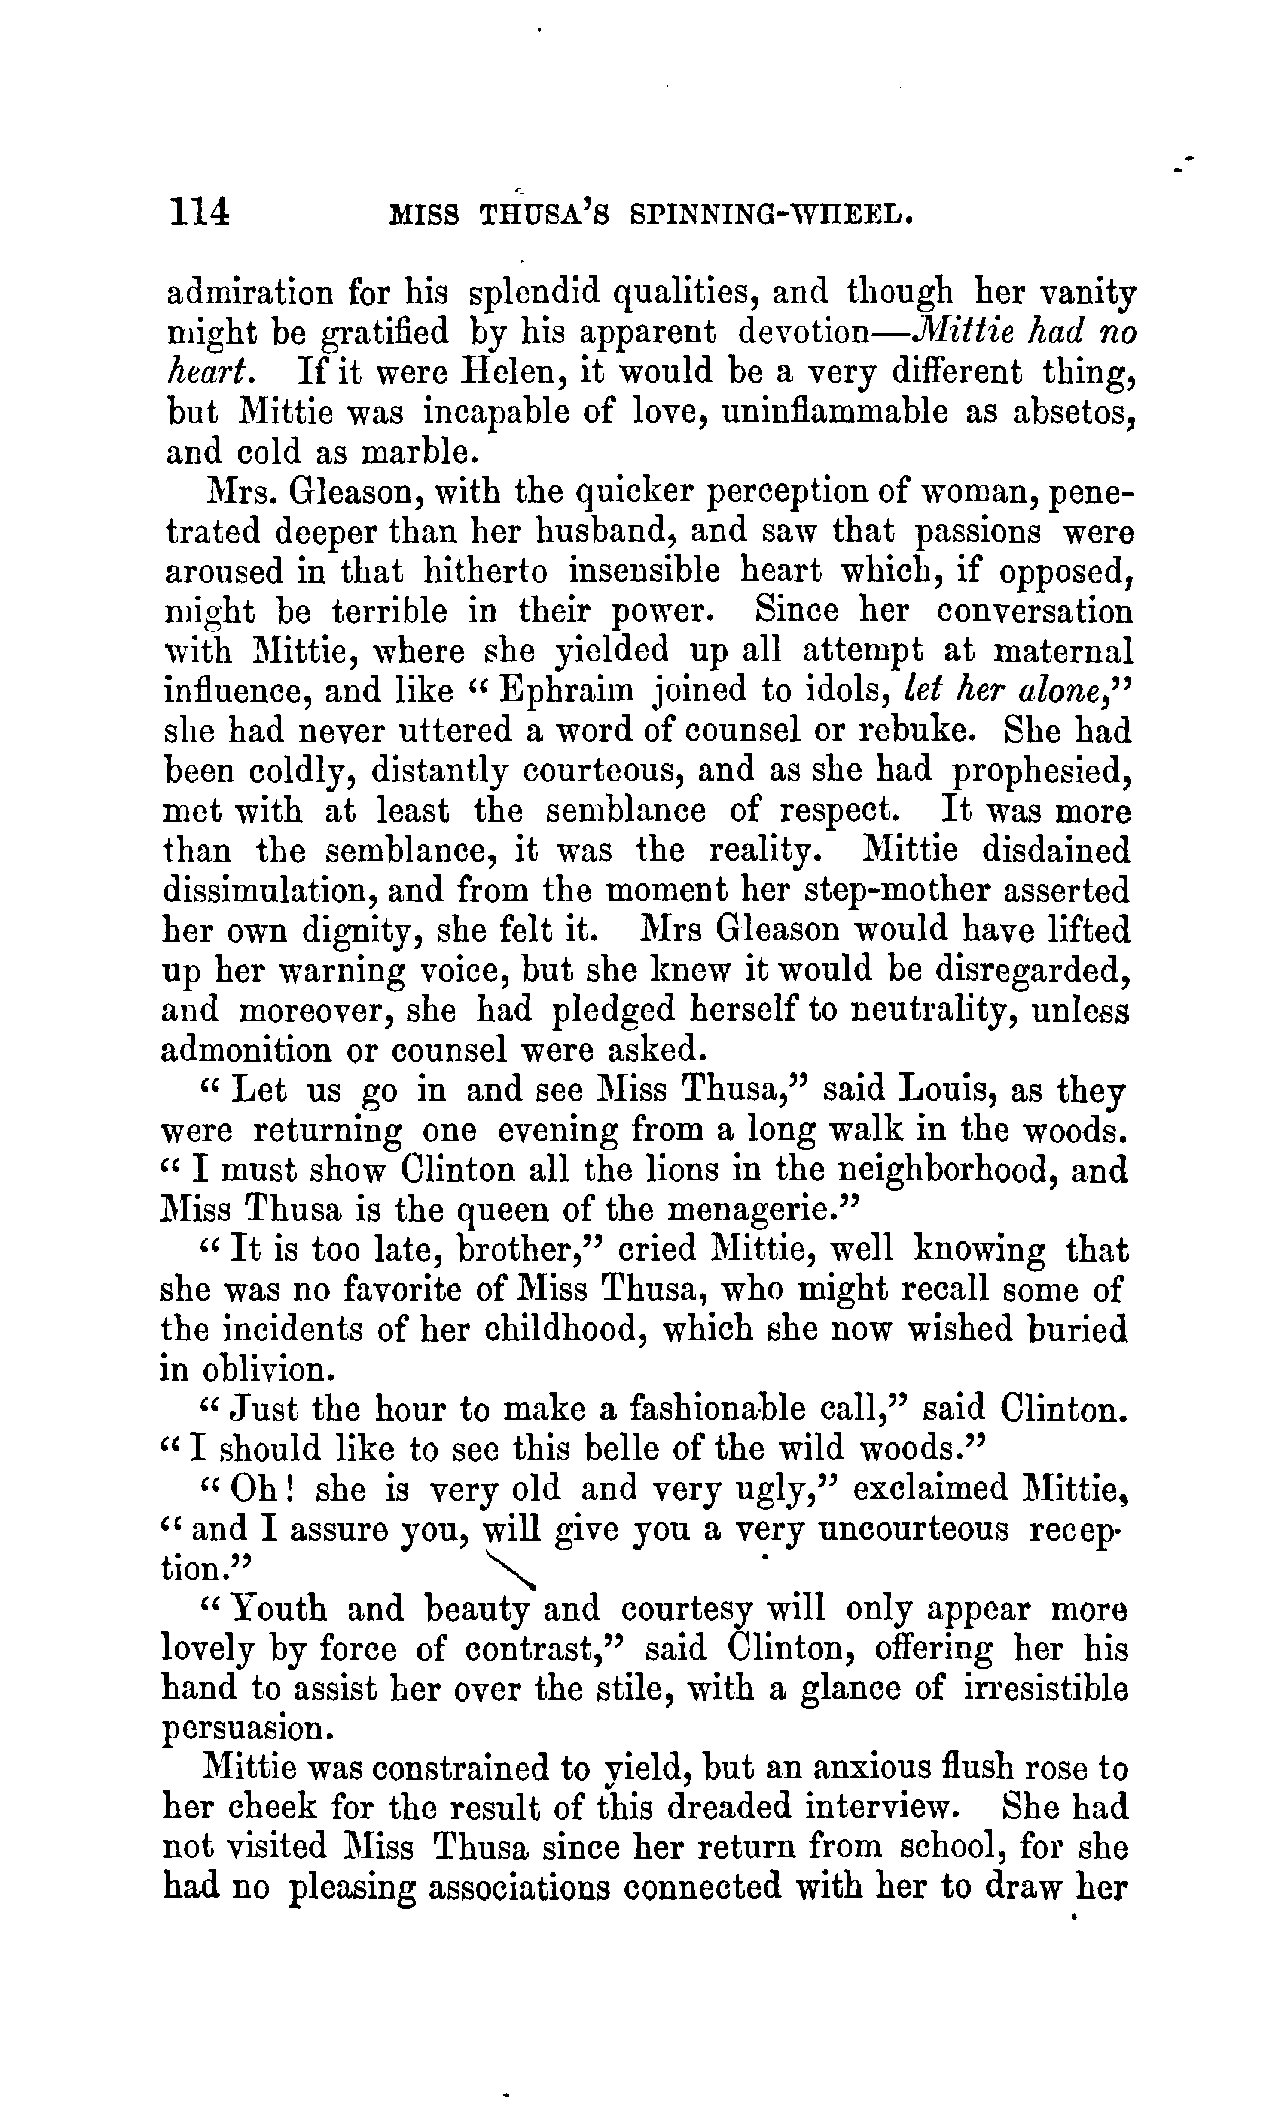 114 MISS THUSA'S SPINNING-WHEEL.
admiration for his splendid qualities, and though her vanity
might be gratified by his apparent devotion—Mittie had no
heart. If it were Helen, it would be a very different thing,
but Mittie was incapable of love, uninflammable as absetos,
and cold as marble.
Mrs. Gleason, with the quicker perception of woman, pene-
trated deeper than her husband, and saw that passions were
aroused in that hitherto insensible heart which, if opposed,
might be terrible in their power. Since her conversation
with Mittie, where she yielded up all attempt at maternal
influence, and like “ Ephraim joined to idols, let her alone,”
she had never uttered a word of counsel or rebuke. She had
been coldly, distantly courteous, and as she had prophesied,
met with at least the semblance of respect. It was more
than the semblance, it was the reality. Mittie disdained
dissimulation, and from the moment her step-mother asserted
her own dignity, she felt it. Mrs Gleason would have lifted
up her warning voice, but she knew it would be disregarded,
and moreover, she had pledged herself to neutrality, unless
admonition or counsel were asked.
“ Let us go in and see Miss Thusa,” said Louis, as they
were returning one evening from a long walk in the woods.
“ I must show Clinton all the lions in the neighborhood, and
Miss Thusa is the queen of the menagerie.”
“ It is too late, brother,” cried Mittie, well knowing that
she was no favorite of Miss Thusa, who might recall some of
the incidents of her childhood, which she now wished buried
in oblivion.
“ Just the hour to make a fashionable call,” said Clinton.
“ I should like to see this belle of the wild woods.”
“ Oh ! she is very old and very ugly,” exclaimed Mittie,
“ and I assure you, will give you a very uncourteous recep-
tion.”
“ Youth and beauty and courtesy will only appear more
lovely by force of contrast,” said Clinton, offering her his
hand to assist her over the stile, with a glance of irresistible
persuasion.
Mittie was constrained to yield, but an anxious flush rose to
her cheek for the result of this dreaded interview. She had
not visited Miss Thusa since her return from school, for she
had no pleasing associations connected with her to draw her